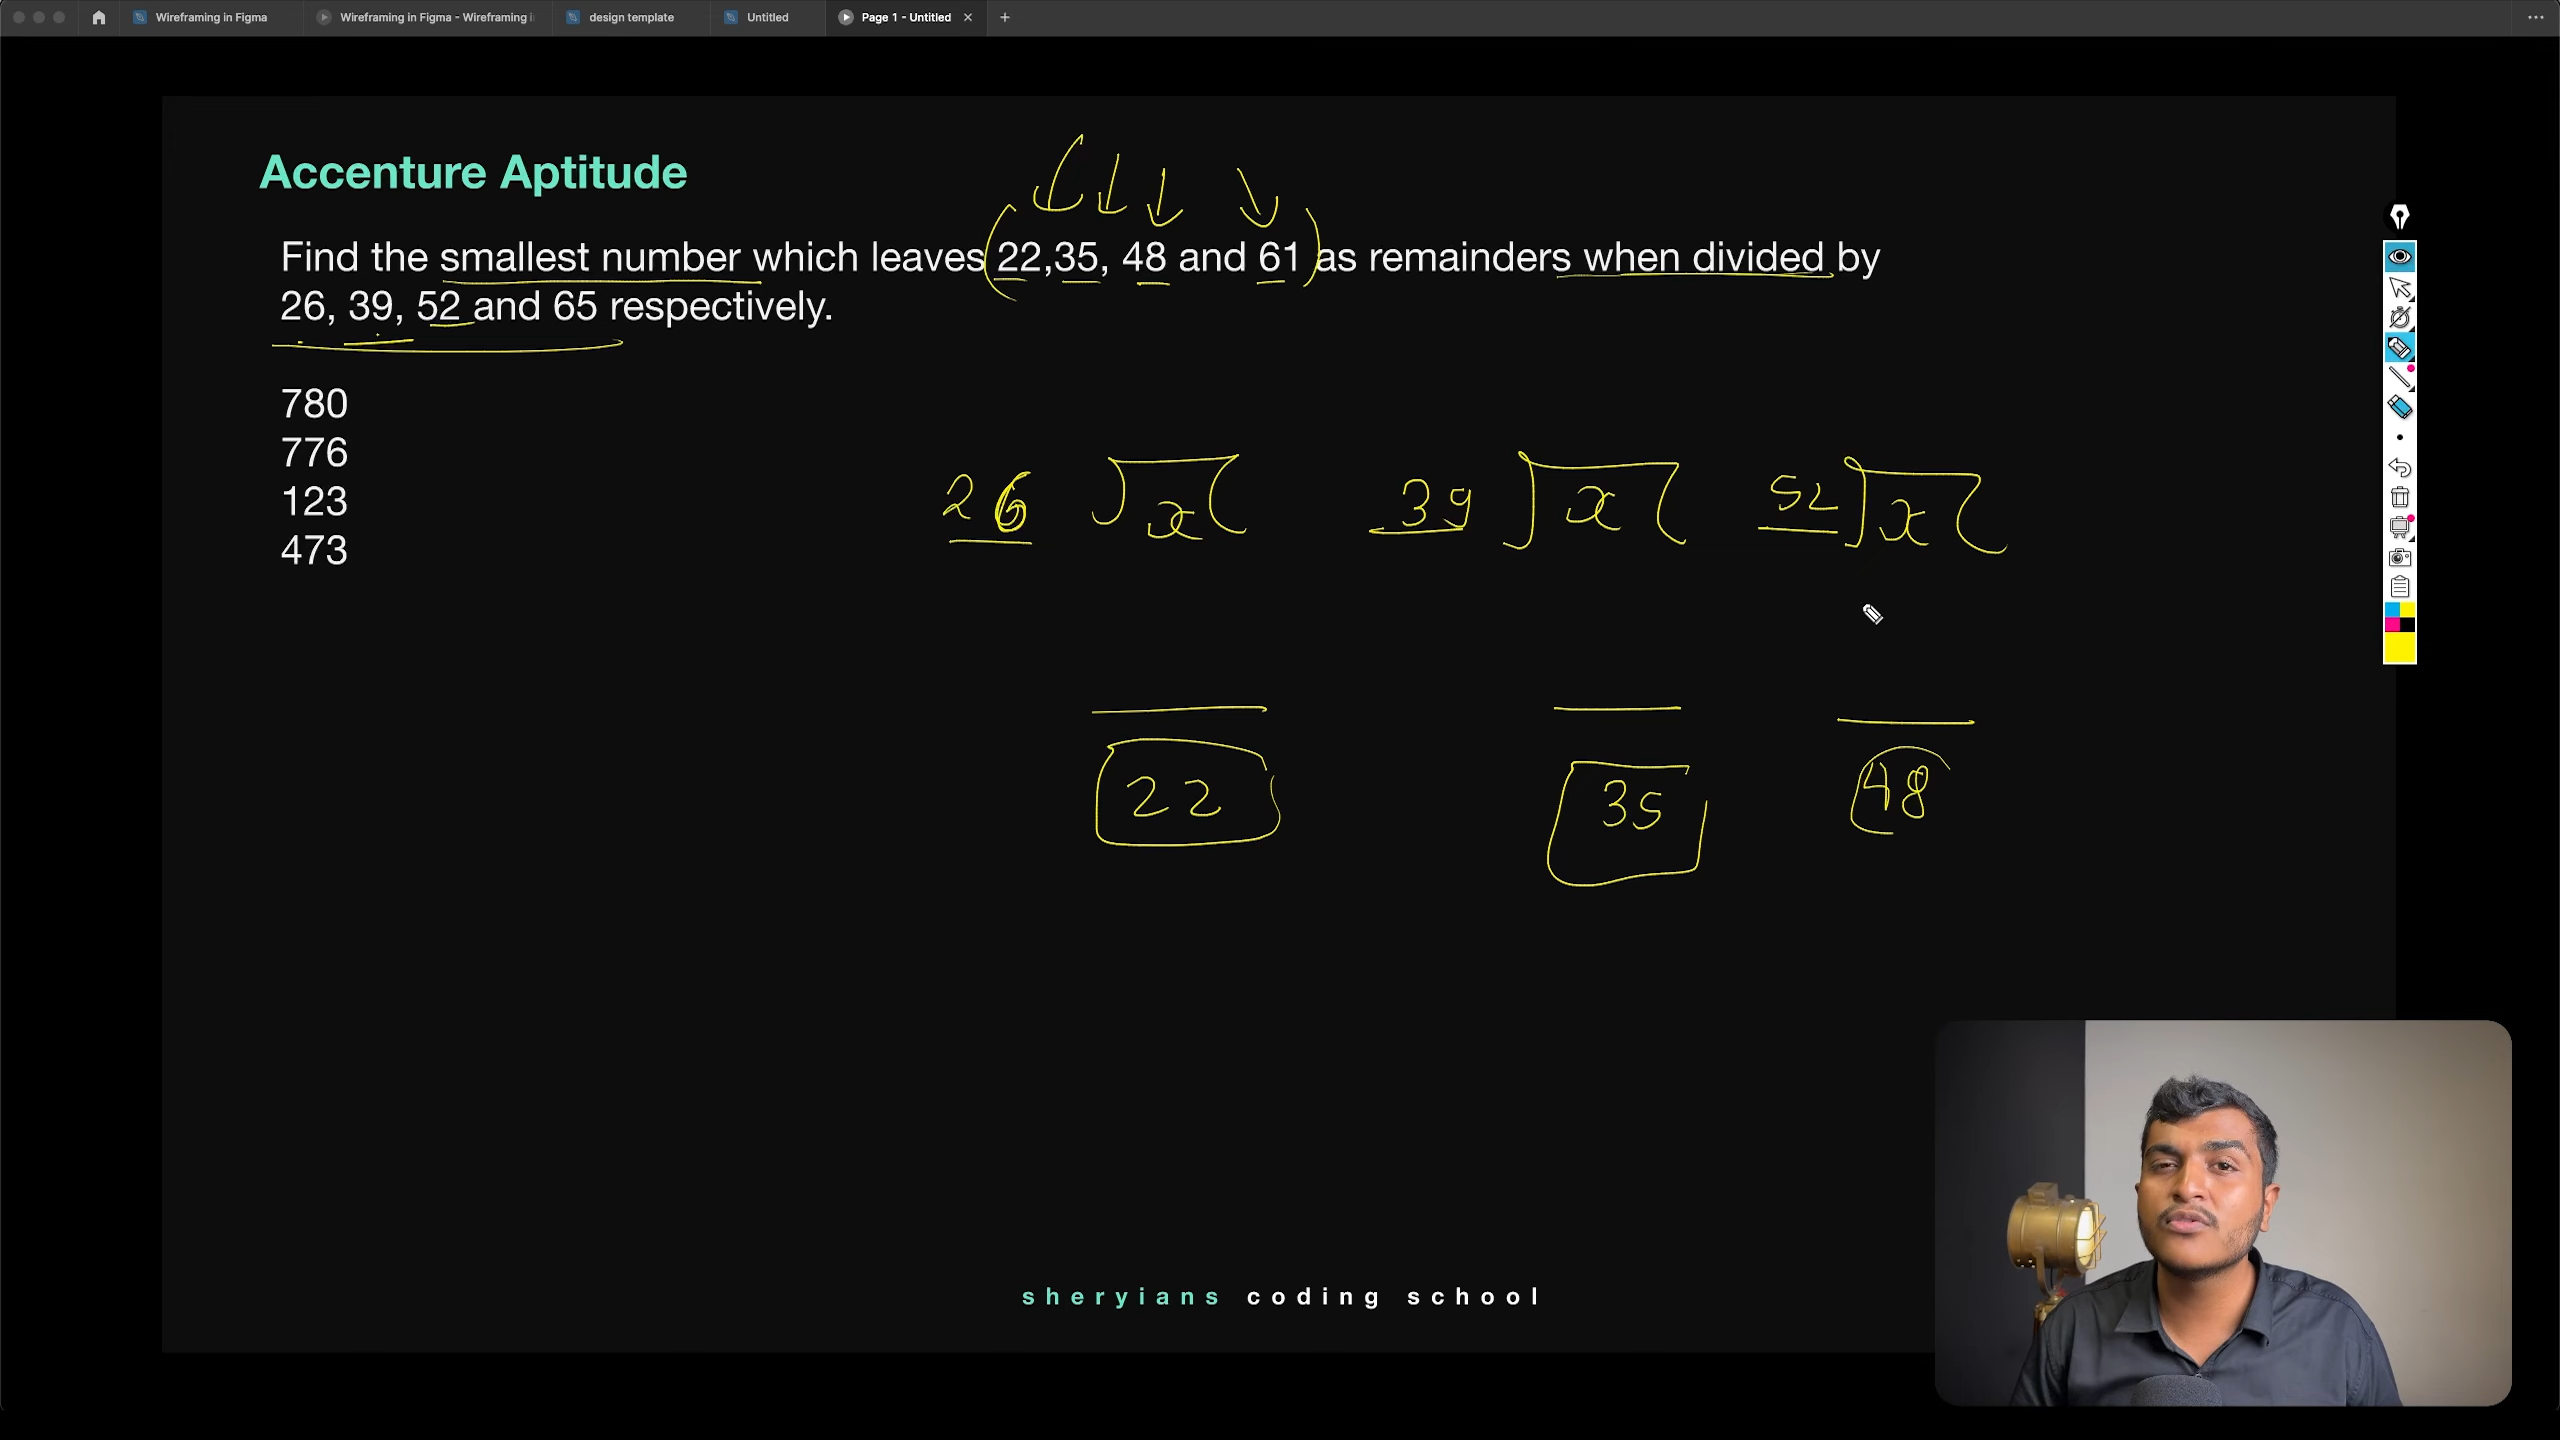 Wireframing in Figma
Wireframing in Figma - Wireframing i
design template
Untitled
Page 1 - Untitled
Accenture Aptitude
Find the smallest number which leaves 22,35, 48 and 61 as remainders when divided by
26, 39, 52 and 65 respectively.
780
776
123
473
26 x 39 x 52 x
22 35 48
sheryians coding school